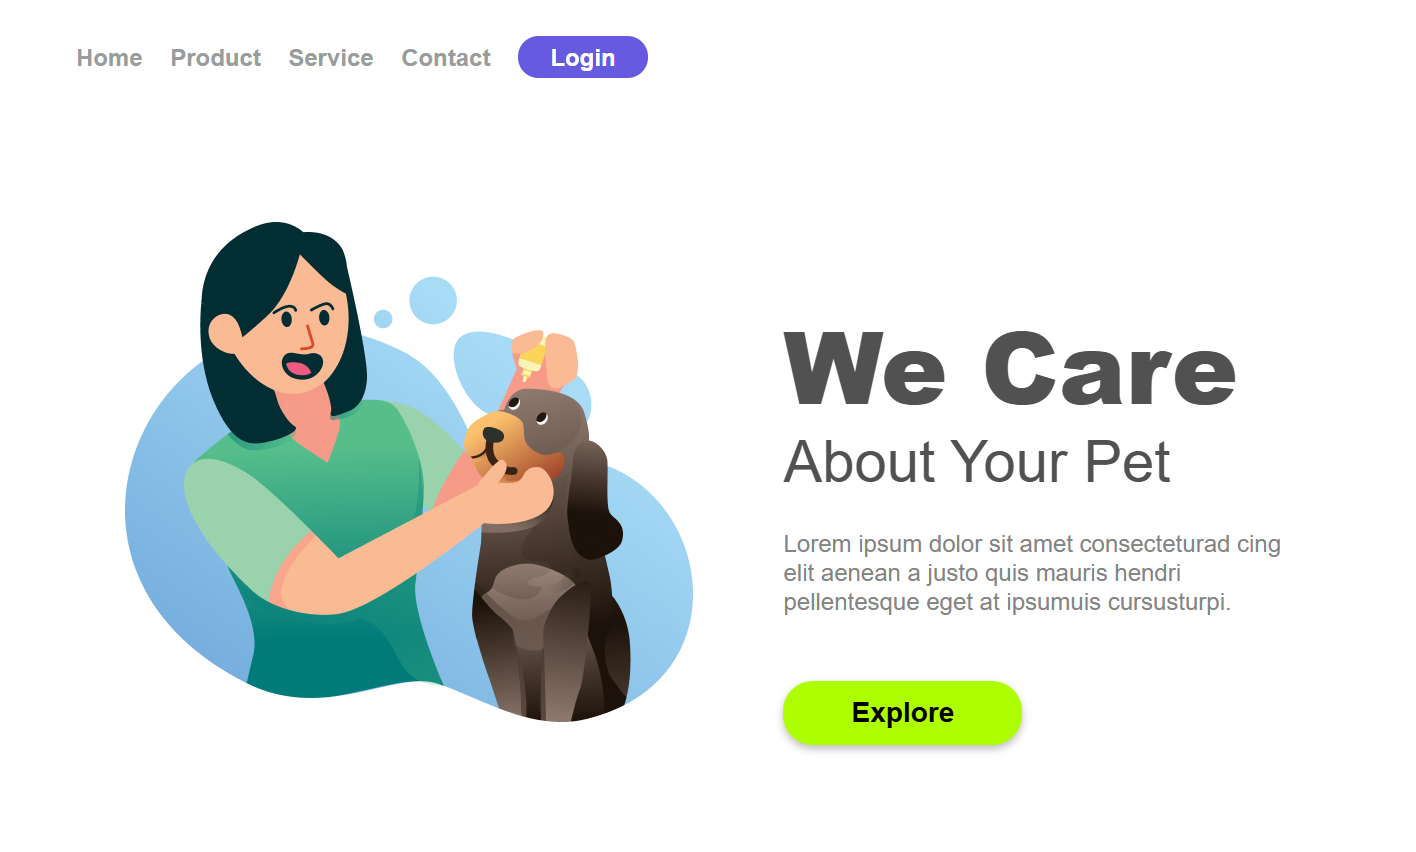 Home Product Service Contact Login
We Care
About Your Pet
Lorem ipsum dolor sit amet consecteturad cing
elit aenean a justo quis mauris hendri
pellentesque eget at ipsumuis cursusturpi.
Explore